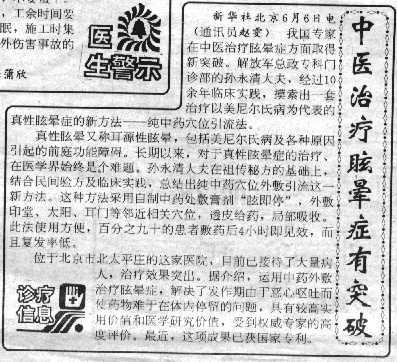 ，工余时间要
眠，施工时集
外伤害事故的
蒲欣
医
生警示
中医治疗眩晕症有突破
新华社北京6月6日电
（通讯员赵雯） 我国专家
在中医治疗眩晕症方面取得
新突破。解放军总政专科门
诊部的孙永清大夫，经过10
余年临床实践，摸索出一套
治疗以美尼尔氏病为代表的
真性眩晕症的新方法——纯中药穴位引流法。
真性眩晕又称耳源性眩晕，包括美尼尔氏病及各种原因
引起的前庭功能障碍。长期以来，对于真性眩晕症的治疗，
在医学界始终是个难题。孙永清大夫在祖传秘方的基础上，
结合民间验方及临床实践，总结出纯中药穴位外敷引流这一
新方法。这种方法采用自制中药处敷膏剂“眩即停”，外敷
印堂、太阳、耳门等邻近相关穴位，透皮给药，局部吸收。
此法使用方便，百分之九十的患者敷药后4小时即见效，而
且复发率低。
位于北京市北太平庄的这家医院，目前已接待了大量病
人，治疗效果突出。据介绍，运用中药外敷
治疗眩晕症，解决了发作期由于恶心呕吐而
使药物难于在体内停留的问题，具有较高实
用价值和医学研究价值，受到权威专家的高
度评价。最近，这项成果已获国家专利。
诊疗
信息